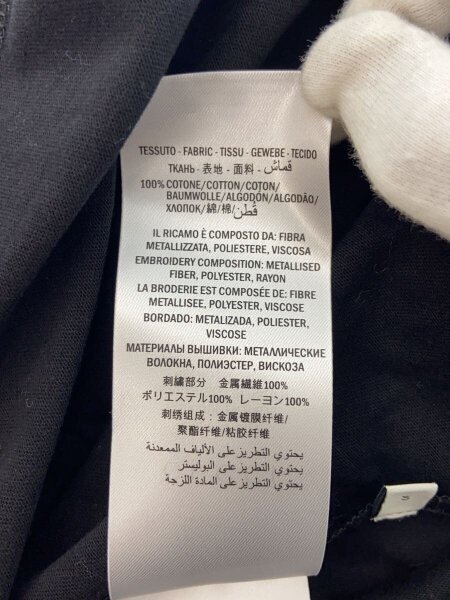 TESSUTO - FABRIC - TISSU - GEWEBE - TECIDO
ТКАНЬ - 表地 - 面料 - قماش
100% COTONE/COTTON/COTON/
BAUMWOLLE/ALGODÓN/ALGODÃO/
ХЛОПОК/綿/棉/قطن
IL RICAMO È COMPOSTO DA: FIBRA
METALLIZZATA, POLIESTERE, VISCOSA
EMBROIDERY COMPOSITION: METALLISED
FIBER, POLYESTER, RAYON
LA BRODERIE EST COMPOSÉE DE: FIBRE
METALLISEE, POLYESTER, VISCOSE
BORDADO: METALIZADA, POLIESTER,
VISCOSE
МАТЕРИАЛЫ ВЫШИВКИ: МЕТАЛЛИЧЕСКИЕ
ВОЛОКНА, ПОЛИЭСТЕР, ВИСКОЗА
刺繍部分 金属繊維100%
ポリエステル100% レーヨン100%
刺绣组成: 金属镀膜纤维/
聚酯纤维/粘胶纤维
يحتوي التطريز على الألياف الممعدنة
يحتوي التطريز على البوليستر
يحتوي التطريز على المادة اللزجة
S